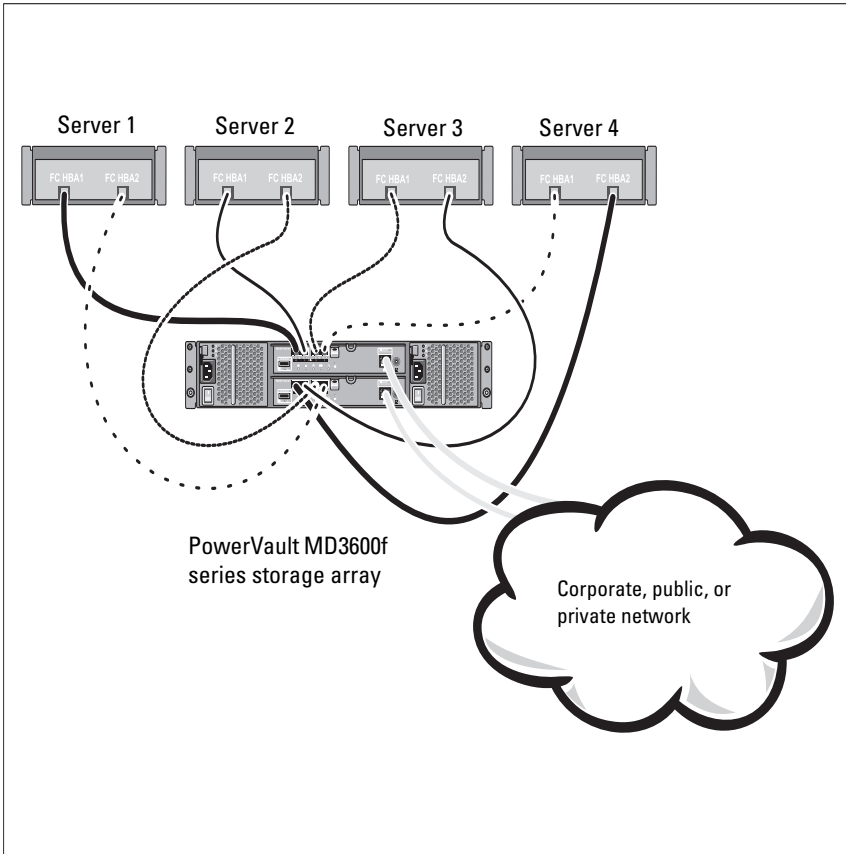 Server 1
Server 2
Server 3
Server 4
FC HBA1 FC HBA2
FC HBA1 FC HBA2
FC HBA1 FC HBA2
FC HBA1 FC HBA2
PowerVault MD3600f
series storage array
Corporate, public, or
private network